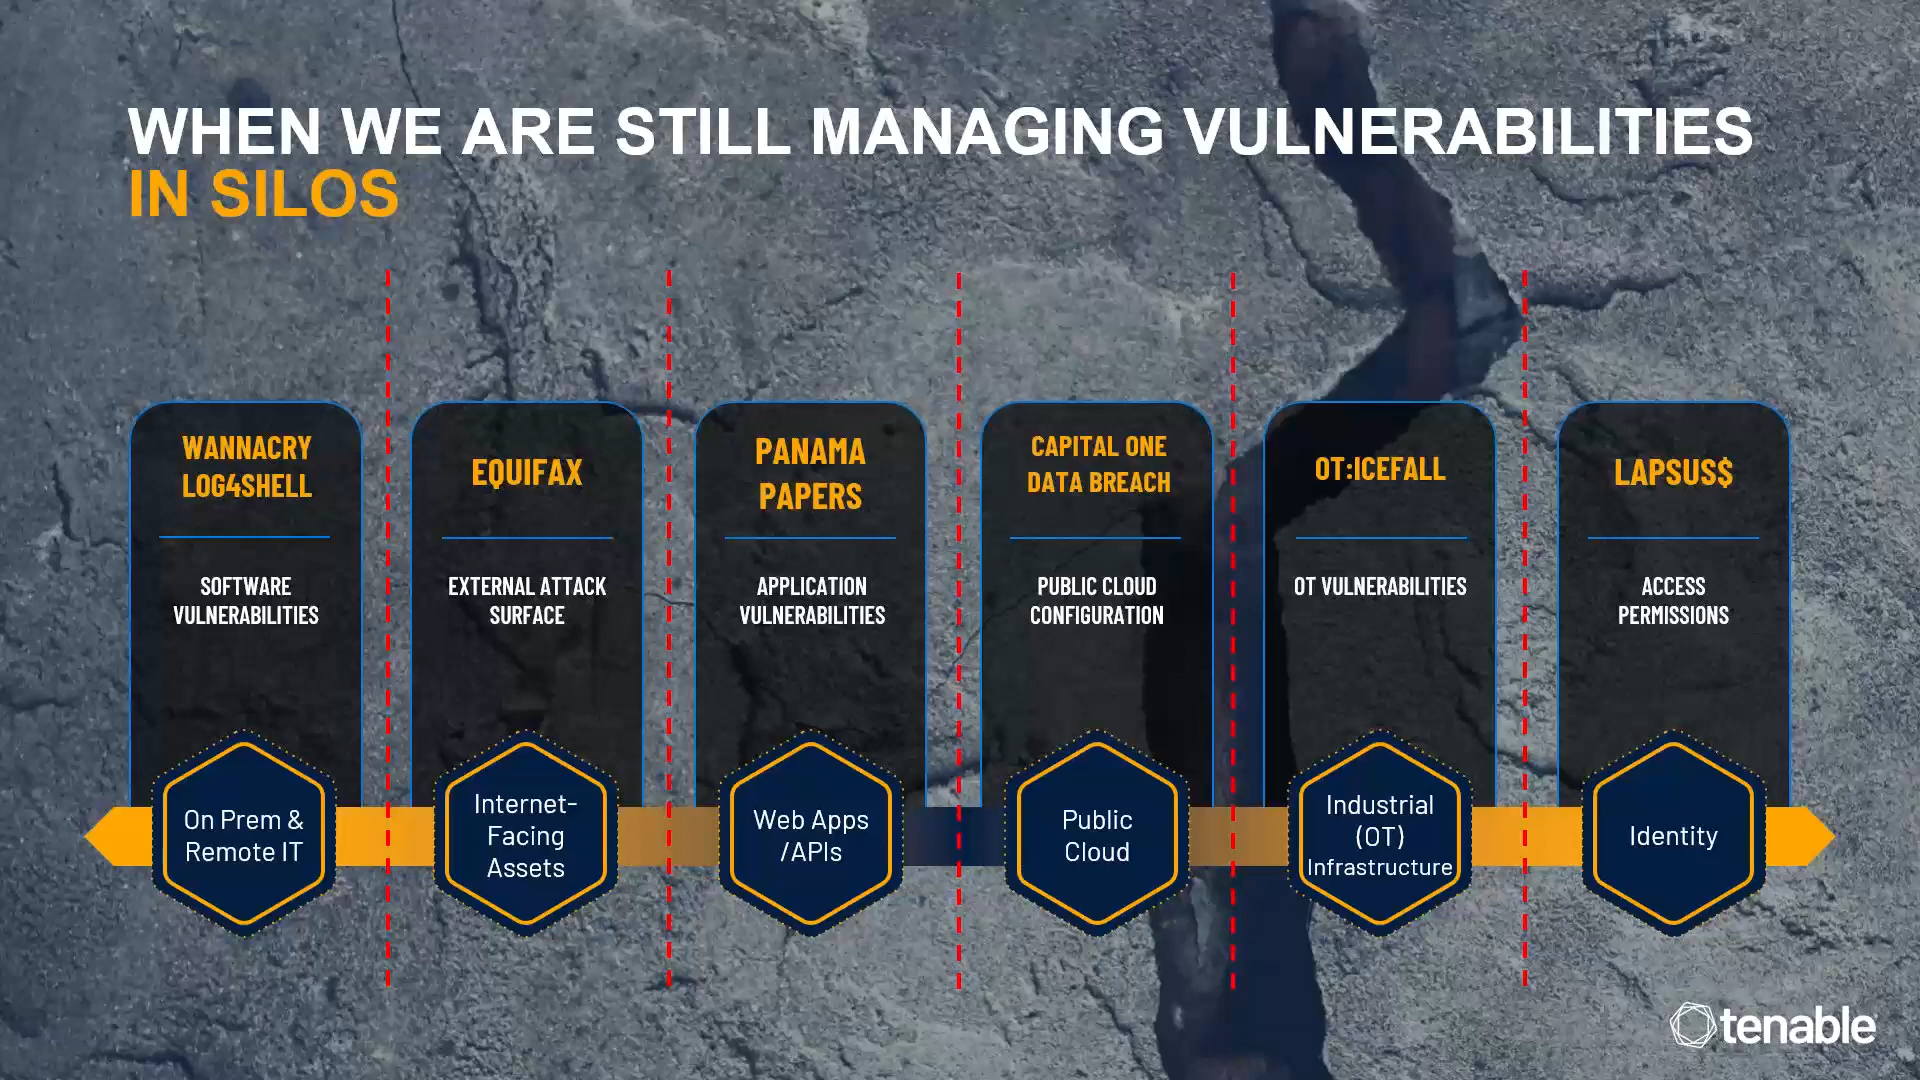 WHEN WE ARE STILL MANAGING VULNERABILITIES
IN SILOS
WANNACRY
LOG4SHELL
SOFTWARE
VULNERABILITIES
On Prem &
Remote IT
EQUIFAX
EXTERNAL ATTACK
SURFACE
Internet-
Facing
Assets
PANAMA
PAPERS
APPLICATION
VULNERABILITIES
Web Apps
/APIs
CAPITAL ONE
DATA BREACH
PUBLIC CLOUD
CONFIGURATION
Public
Cloud
OT:ICEFALL
OT VULNERABILITIES
Industrial
(OT)
Infrastructure
LAPSUS$
ACCESS
PERMISSIONS
Identity
tenable